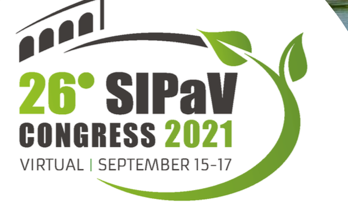 26° SIPaV
CONGRESS 2021
VIRTUAL | SEPTEMBER 15-17